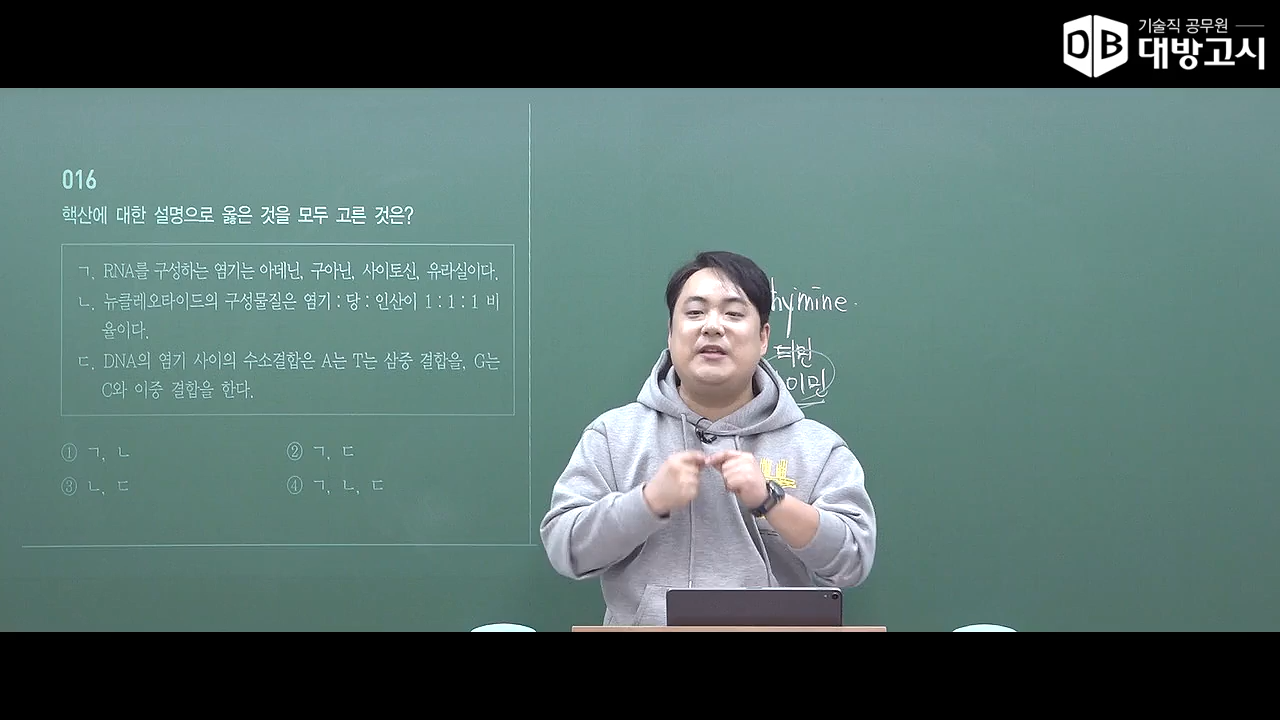 기술직 공무원
DB 대방고시
016
핵산에 대한 설명으로 옳은 것을 모두 고른 것은?
ㄱ. RNA를 구성하는 염기는 아데닌, 구아닌, 사이토신, 유라실이다.
ㄴ. 뉴클레오타이드의 구성물질은 염기 : 당 : 인산이 1 : 1 : 1 비
율이다.
ㄷ. DNA의 염기 사이의 수소결합은 A는 T는 삼중 결합을, G는
C와 이중 결합을 한다.
① ㄱ, ㄴ
② ㄱ, ㄷ
③ ㄴ, ㄷ
④ ㄱ, ㄴ, ㄷ
hymine.
이민